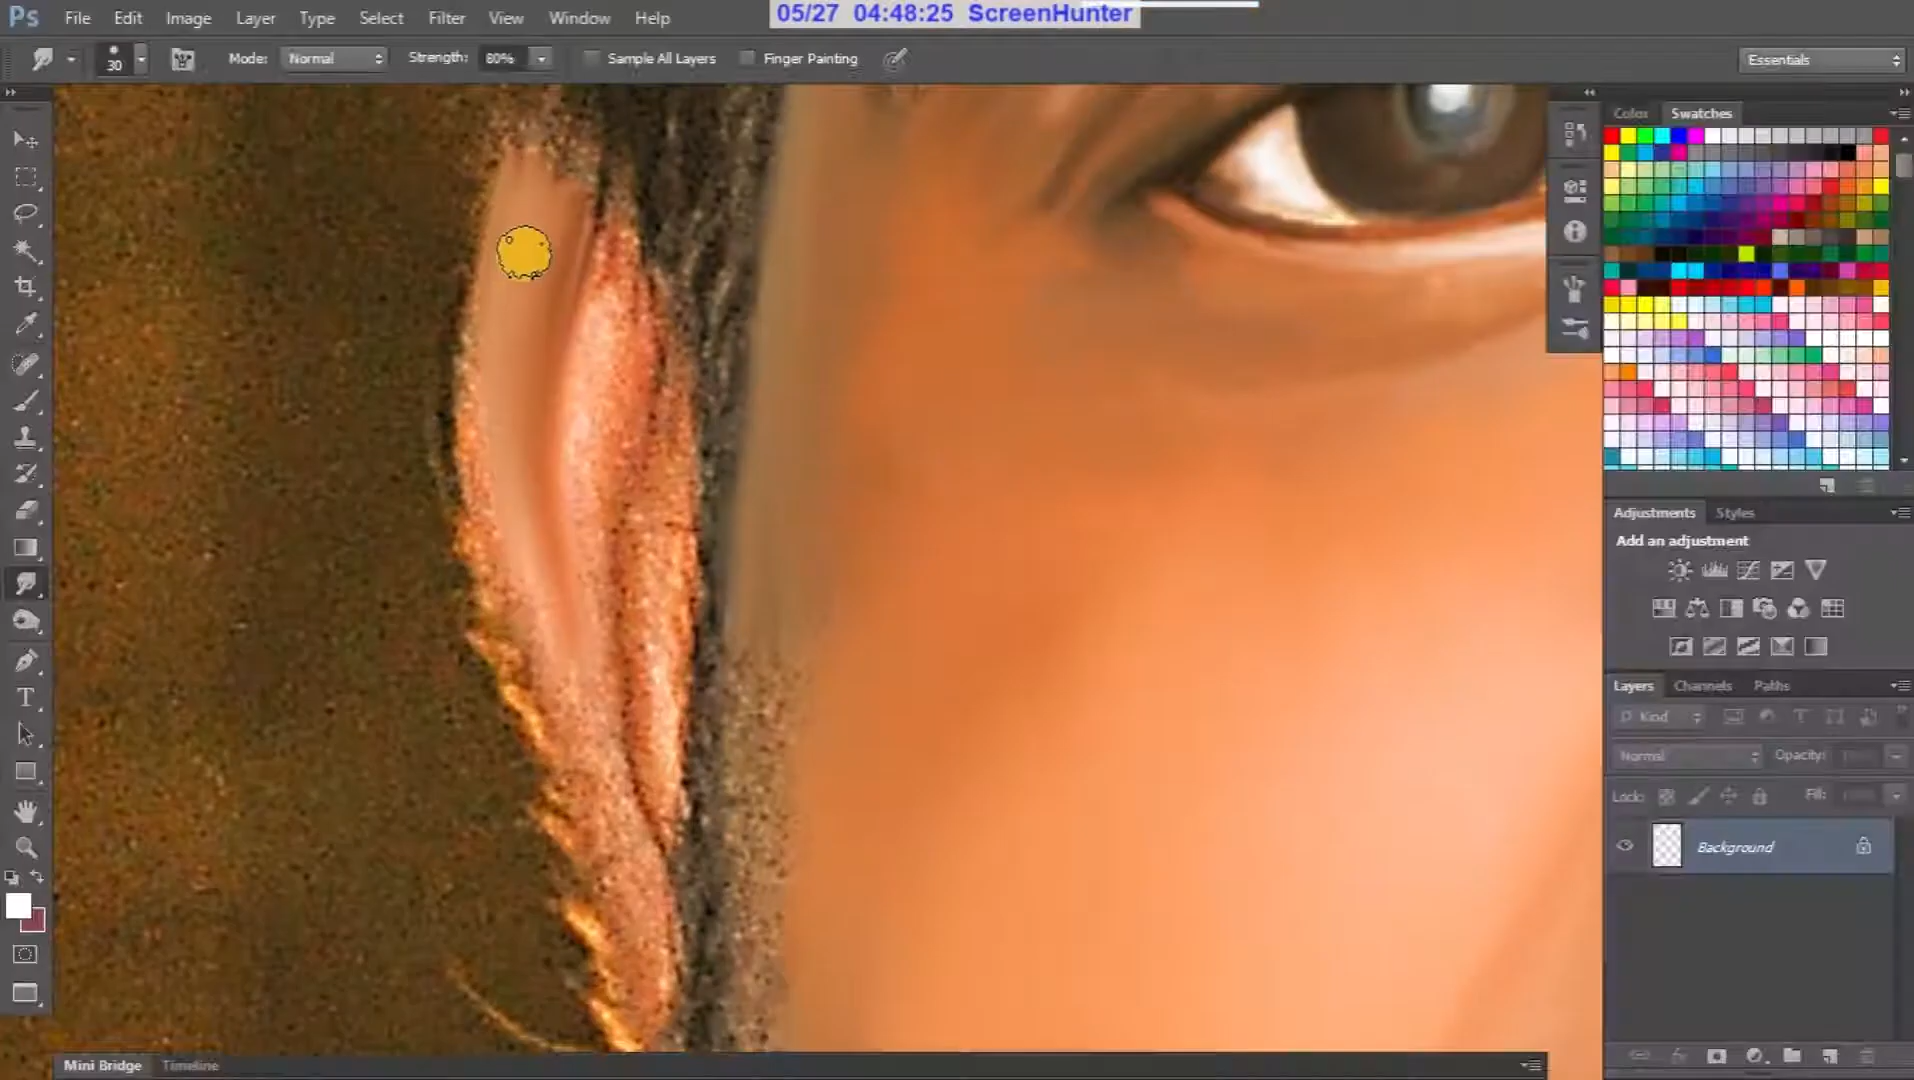 Ps File Edit Image Layer Type Select Filter View Window Help
05/27 04:48:25 ScreenHunter
30 Mode: Normal Strength: 80% Sample All Layers Finger Painting Essentials
Color Swatches
Adjustments Styles
Add an adjustment
Layers Channels Paths
Kind
Normal Opacity:
Lock: Fill:
Background
T
Mini Bridge Timeline